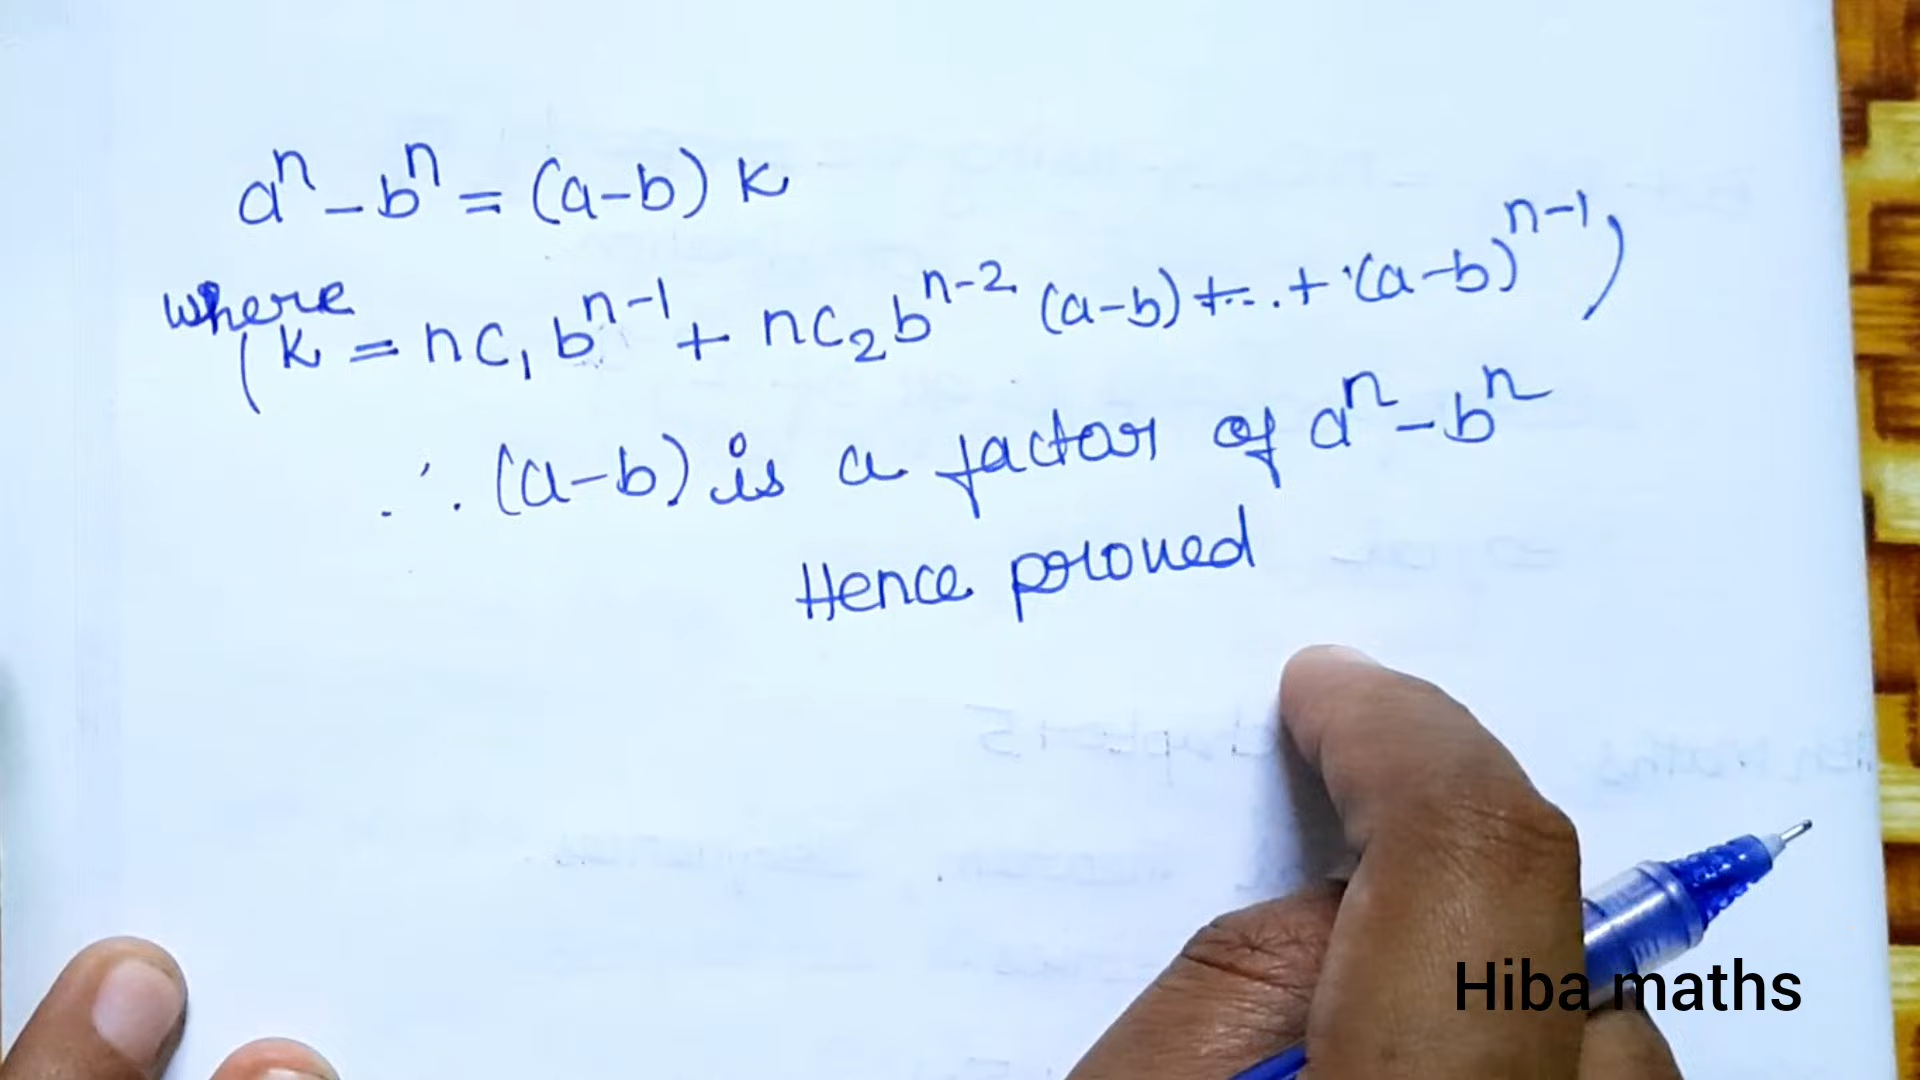 aⁿ - bⁿ = (a-b) k
where
(k = nc₁ bⁿ⁻¹ + nc₂ bⁿ⁻² (a-b) + ... + (a-b)ⁿ⁻¹)
∴ (a-b) is a factor of aⁿ - bⁿ
Hence proved
Hiba maths